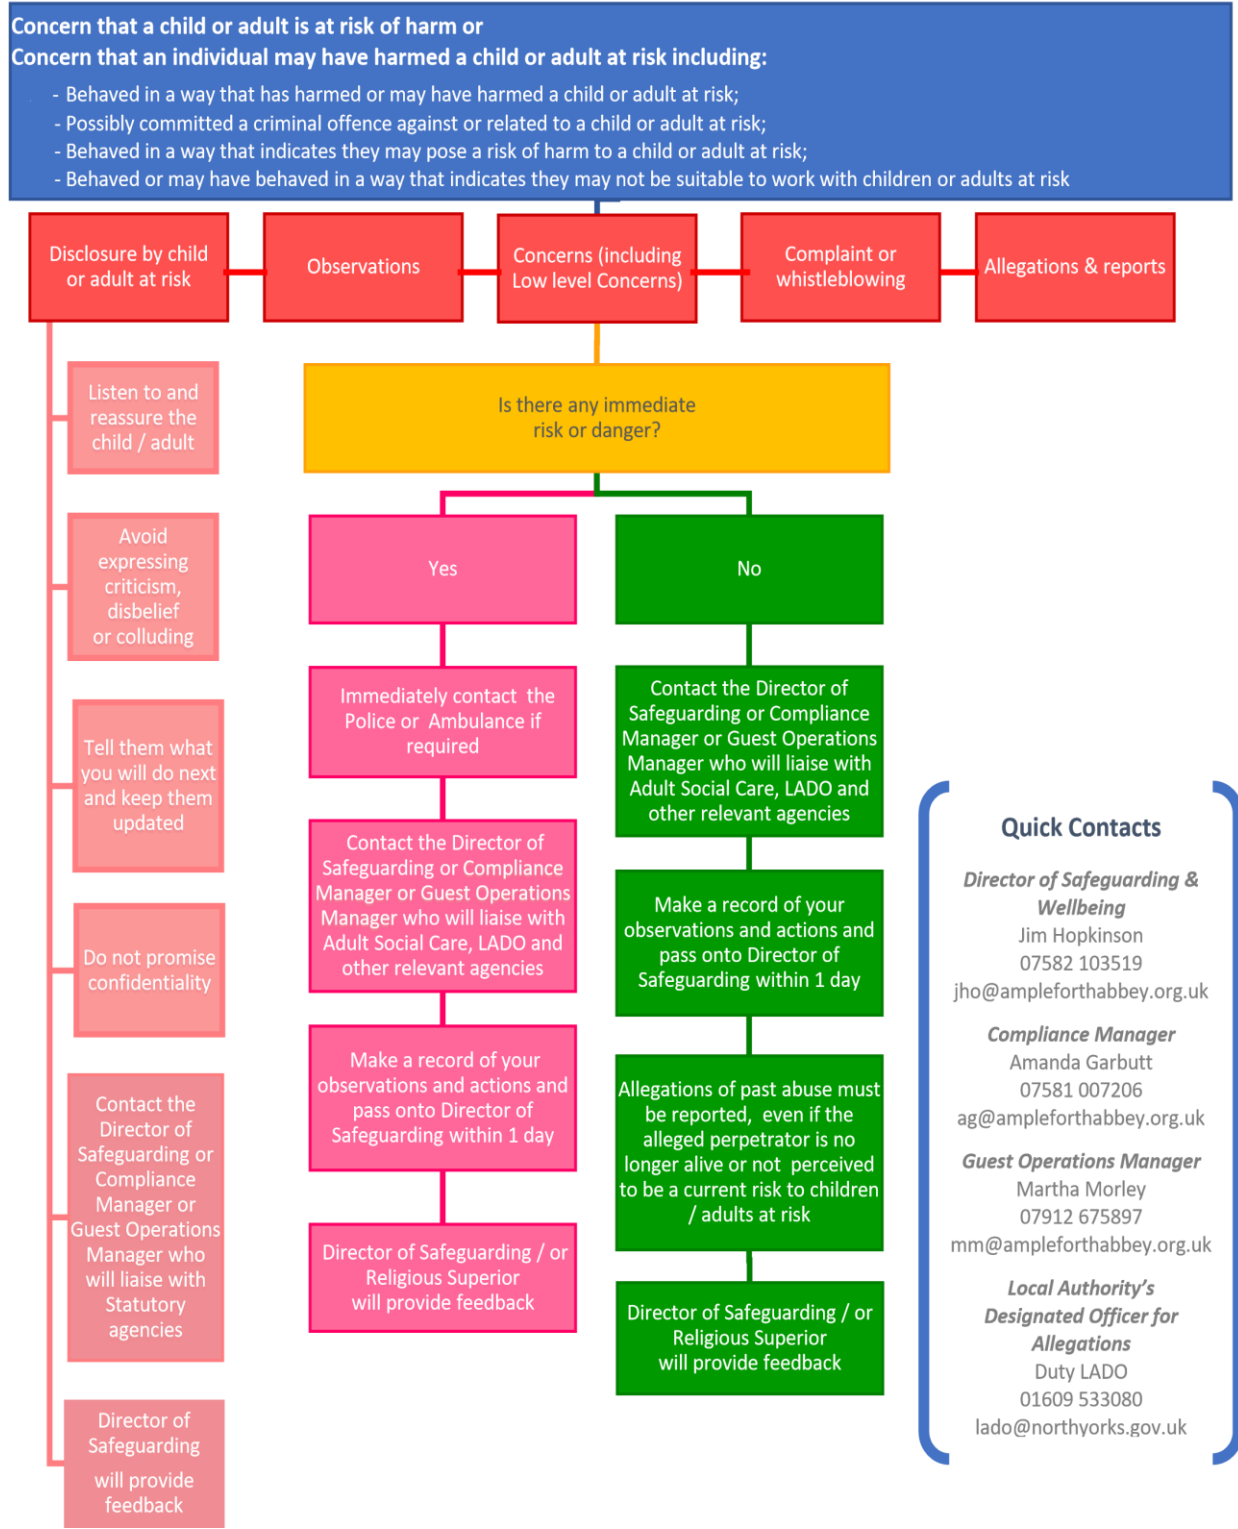 Concern that a child or adult is at risk of harm or
Concern that an individual may have harmed a child or adult at risk including:
- Behaved in a way that has harmed or may have harmed a child or adult at risk;
- Possibly committed a criminal offence against or related to a child or adult at risk;
- Behaved in a way that indicates they may pose a risk of harm to a child or adult at risk;
- Behaved or may have behaved in a way that indicates they may not be suitable to work with children or adults at risk
Disclosure by child
or adult at risk
Observations
Concerns (including
Low level Concerns)
Complaint or
whistleblowing
Allegations & reports
Listen to and
reassure the
child / adult
Avoid
expressing
criticism,
disbelief
or colluding
Tell them what
you will do next
and keep them
updated
Do not promise
confidentiality
Contact the
Director of
Safeguarding or
Compliance
Manager or
Guest Operations
Manager who
will liaise with
Statutory
agencies
Director of
Safeguarding
will provide
feedback
Is there any immediate
risk or danger?
Yes
Immediately contact the
Police or Ambulance if
required
Contact the Director of
Safeguarding or Compliance
Manager or Guest Operations
Manager who will liaise with
Adult Social Care, LADO and
other relevant agencies
Make a record of your
observations and actions and
pass onto Director of
Safeguarding within 1 day
Director of Safeguarding / or
Religious Superior
will provide feedback
No
Contact the Director of
Safeguarding or Compliance
Manager or Guest Operations
Manager who will liaise with
Adult Social Care, LADO and
other relevant agencies
Make a record of your
observations and actions and
pass onto Director of
Safeguarding within 1 day
Allegations of past abuse must
be reported, even if the
alleged perpetrator is no
longer alive or not perceived
to be a current risk to children
/ adults at risk
Director of Safeguarding / or
Religious Superior
will provide feedback
Quick Contacts
Director of Safeguarding &
Wellbeing
Jim Hopkinson
07582 103519
jho@ampleforthabbey.org.uk
Compliance Manager
Amanda Garbutt
07581 007206
ag@ampleforthabbey.org.uk
Guest Operations Manager
Martha Morley
07912 675897
mm@ampleforthabbey.org.uk
Local Authority's
Designated Officer for
Allegations
Duty LADO
01609 533080
lado@northyorks.gov.uk